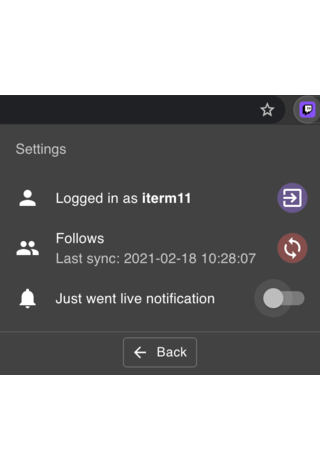 Settings
Logged in as iterm11
Follows
Last sync: 2021-02-18 10:28:07
Just went live notification
Back